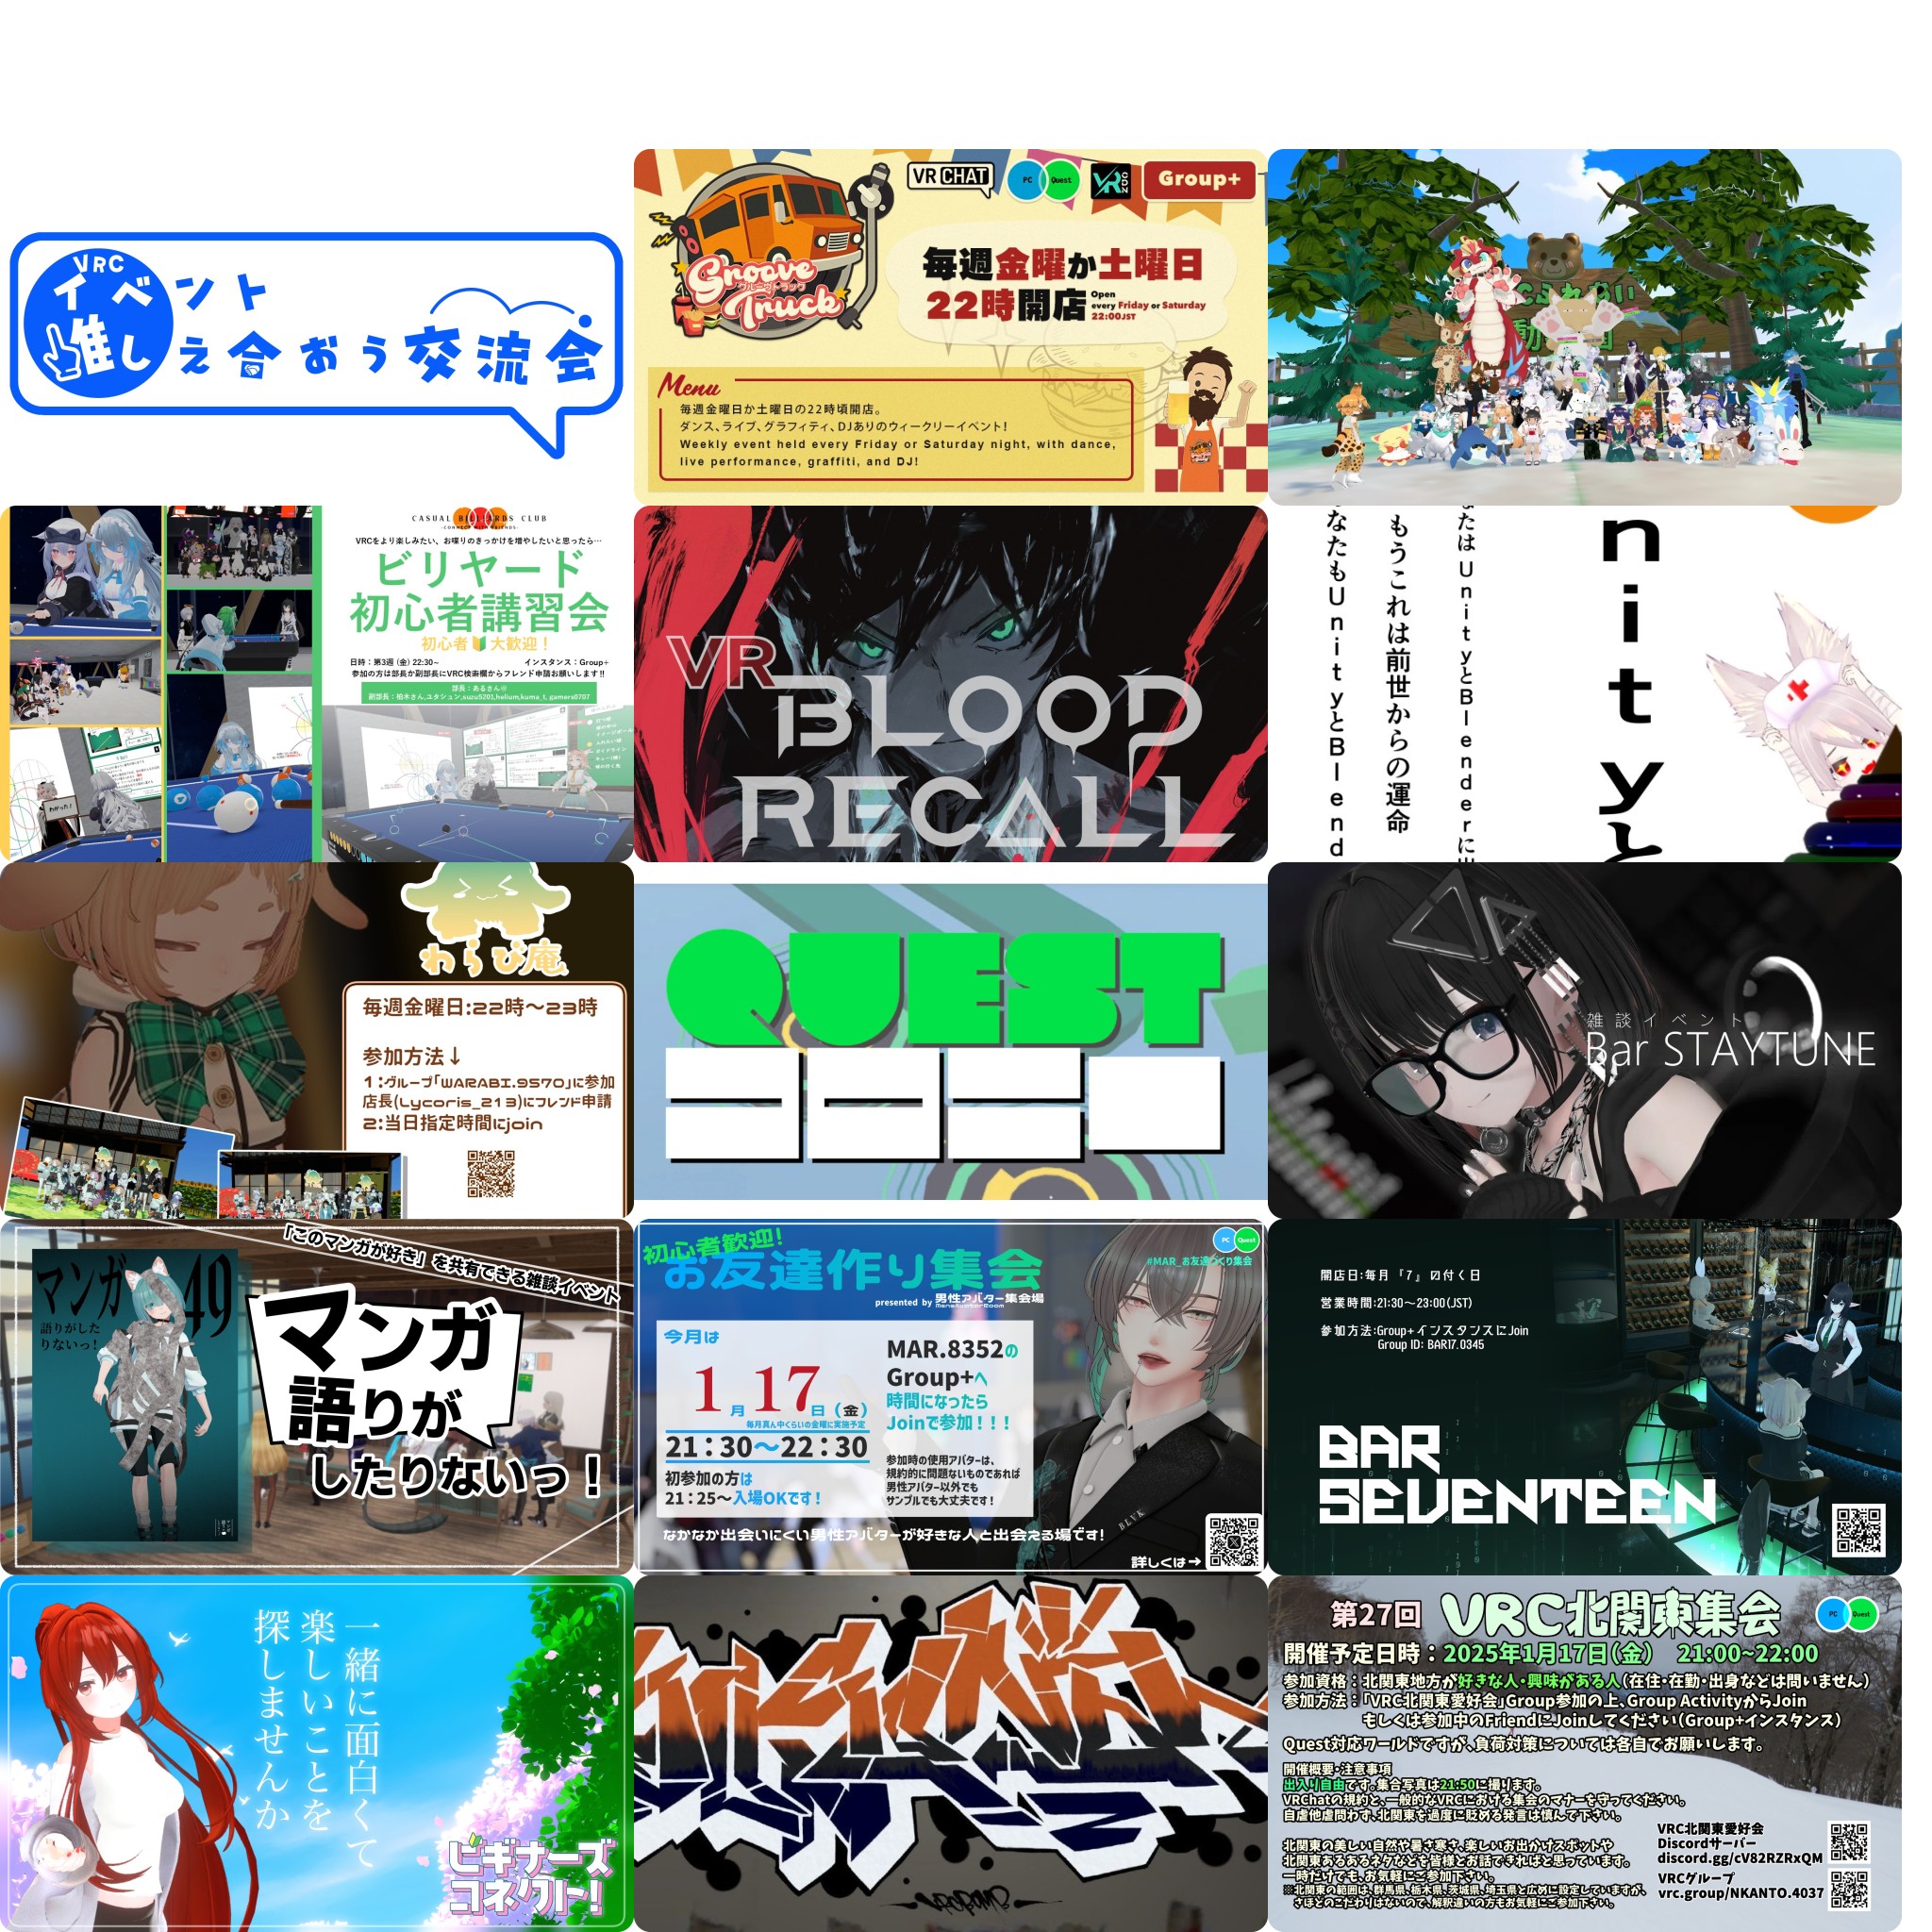 VRC
イベント
推しえ合おう交流会
Groove
グルーヴトラック
Truck
VRCHAT
PC
Quest
Group+
毎週金曜か土曜日
22時開店
Open
every Friday or Saturday
22:00JST
Menu
毎週金曜日か土曜日の22時頃開店。
ダンス、ライブ、グラフィティ、DJありのウィークリーイベント!
Weekly event held every Friday or Saturday night, with dance,
live performance, graffiti, and DJ!
CASUAL BILLIARDS CLUB
-CONNECT WITH FRIENDS-
VRCをより楽しみたい、お喋りのきっかけを増やしたいと思ったら…
ビリヤード
初心者講習会
初心者🔰大歓迎!
日時:第3週 (金) 22:30~
インスタンス:Group+
参加の方は部長か副部長にVRC検索欄からフレンド申請お願いします!!
部長:あるさん@
副部長:柏木さん,ユタシュン,suzu5201,helium,kuma_t, gamers0707
わかった!
VR
BLOOD
RECALL
nityと
たはUnityとBlenderに出
もうこれは前世からの運命
なたもUnityとBlend
わらび庵
毎週金曜日:22時~23時
参加方法↓
1:グループ「WARABI.9570」に参加
店長(Lycoris_213)にフレンド申請
2:当日指定時間にjoin
QUEST
雑談イベント
Bar STAYTUNE
「このマンガが好き」を共有できる雑談イベント
マンガ
49
語りがした
りないっ!
マンガ
語りが
したりないっ!
初心者歓迎!
お友達作り集会
presented by 男性アバター集会場
PC
Quest
#MAR_お友達づくり集会
今月は
1月17日(金)
毎月真ん中くらいの金曜に実施予定
21:30~22:30
初参加の方は
21:25~入場OKです!
MAR.8352の
Group+へ
時間になったら
Joinで参加!!!
参加時の使用アバターは、
規約的に問題ないものであれば
男性アバター以外でも
サンプルでも大丈夫です!
BLVK
なかなか出会いにくい男性アバターが好きな人と出会える場です!
詳しくは→
開店日:毎月『7』の付く日
営業時間:21:30~23:00(JST)
参加方法:Group+インスタンスにJoin
Group ID: BAR17.0345
BAR
SEVENTEEN
一緒に面白くて
楽しいことを
探しませんか
ビギナーズ
コネクト!
第27回 VRC北関東集会
PC
Quest
開催予定日時:2025年1月17日(金) 21:00~22:00
参加資格:北関東地方が好きな人・興味がある人(在住・在勤・出身などは問いません)
参加方法:「VRC北関東愛好会」Group参加の上、Group ActivityからJoin
もしくは参加中のFriendにJoinしてください(Group+インスタンス)
Quest対応ワールドですが、負荷対策については各自でお願いします。
開催概要・注意事項
出入り自由です。集合写真は21:50に撮ります。
VRChatの規約と、一般的なVRCにおける集会のマナーを守ってください。
自虐他虐問わず、北関東を過度に貶める発言は慎んで下さい。
北関東の美しい自然や暑さ寒さ、楽しいお出かけスポットや
北関東あるあるネタなどを皆様とお話できればと思っています。
一時だけでも、お気軽にご参加下さい。
※北関東の範囲は、群馬県、栃木県、茨城県、埼玉県と広めに設定していますが、
さほどのこだわりはないので、解釈違いの方もお気軽にご参加下さい。
VRC北関東愛好会
Discordサーバー
discord.gg/cV82RZRxQM
VRCグループ
vrc.group/NKANTO.4037